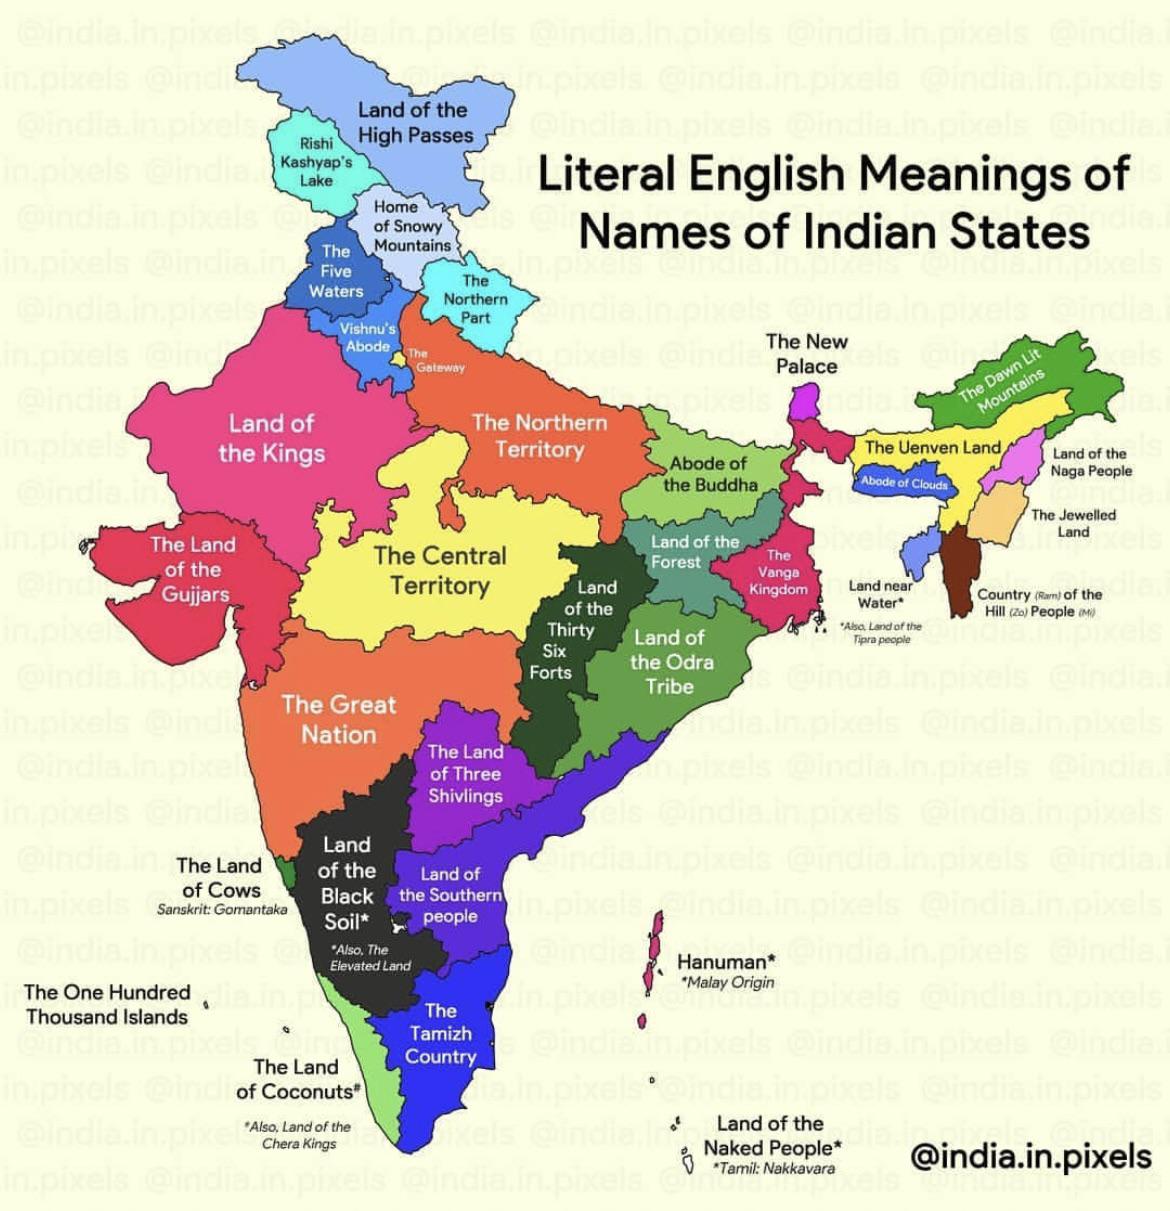 Literal English Meanings of
Names of Indian States
Land of the
High Passes
Rishi
Kashyap's
Lake
Home
of Snowy
Mountains
The
Five
Waters
The
Northern
Part
Vishnu's
Abode
The
Gateway
Land of
the Kings
The Northern
Territory
The New
Palace
The Dawn Lit
Mountains
The Uenven Land
Abode of
the Buddha
Abode of Clouds
Land of the
Naga People
The Jewelled
Land
The Land
of the
Gujjars
The Central
Territory
Land of the
Forest
The
Vanga
Kingdom
Land near
Water*
*Also, Land of the
Tipra people
Country (Ram) of the
Hill (Zo) People (Mi)
Land
of the
Thirty
Six
Forts
Land of
the Odra
Tribe
The Great
Nation
The Land
of Three
Shivlings
The Land
of Cows
Sanskrit: Gomantaka
Land
of the
Black
Soil*
*Also, The
Elevated Land
Land of
the Southern
people
Hanuman*
*Malay Origin
The One Hundred
Thousand Islands
The
Tamizh
Country
The Land
of Coconuts#
*Also, Land of the
Chera Kings
Land of the
Naked People*
*Tamil: Nakkavara
@india.in.pixels